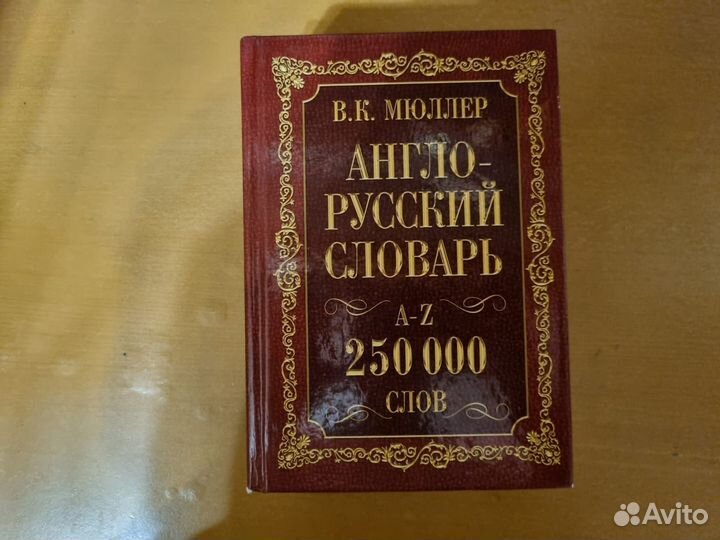 В.К. МЮЛЛЕР
АНГЛО-
РУССКИЙ
СЛОВАРЬ
A-Z
250 000
СЛОВ
Avito